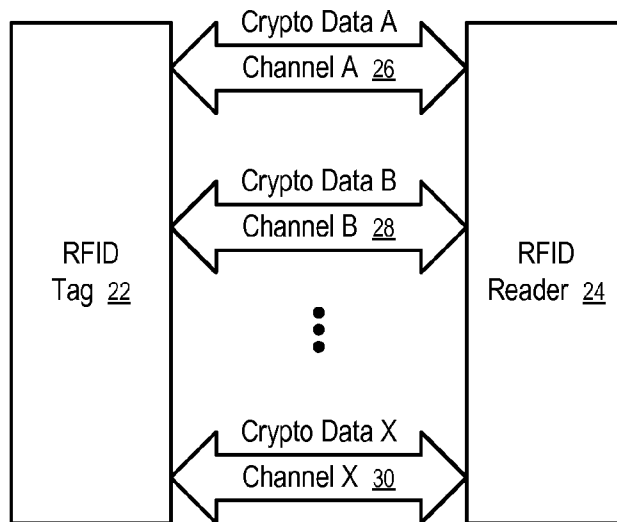 Crypto Data A
Channel A 26
Crypto Data B
Channel B 28
RFID
Tag 22
RFID
Reader 24
Crypto Data X
Channel X 30